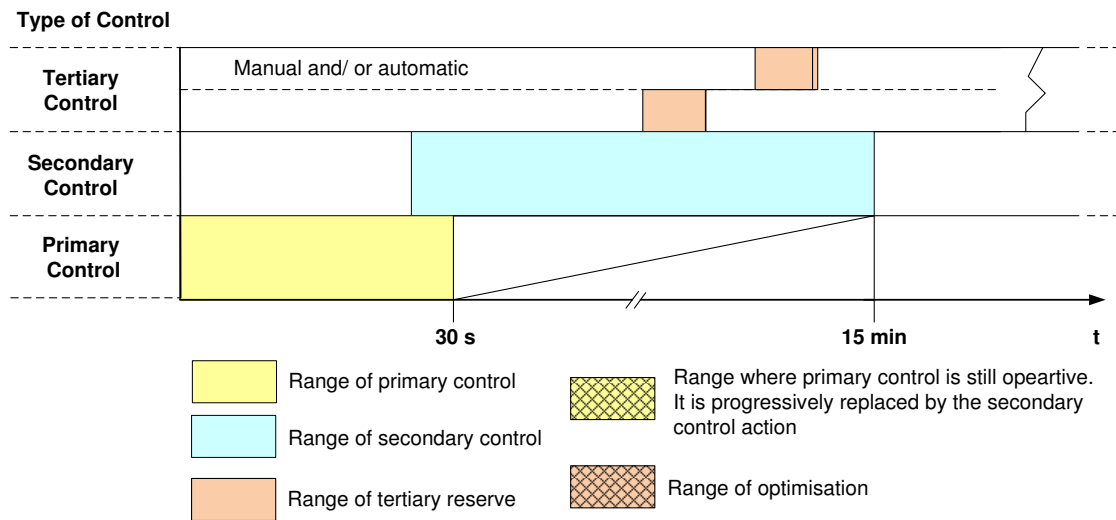 Type of Control
Tertiary
Control
Manual and/ or automatic
Secondary
Control
Primary
Control
30 s
15 min
t
Range of primary control
Range of secondary control
Range of tertiary reserve
Range where primary control is still opeartive.
It is progressively replaced by the secondary
control action
Range of optimisation